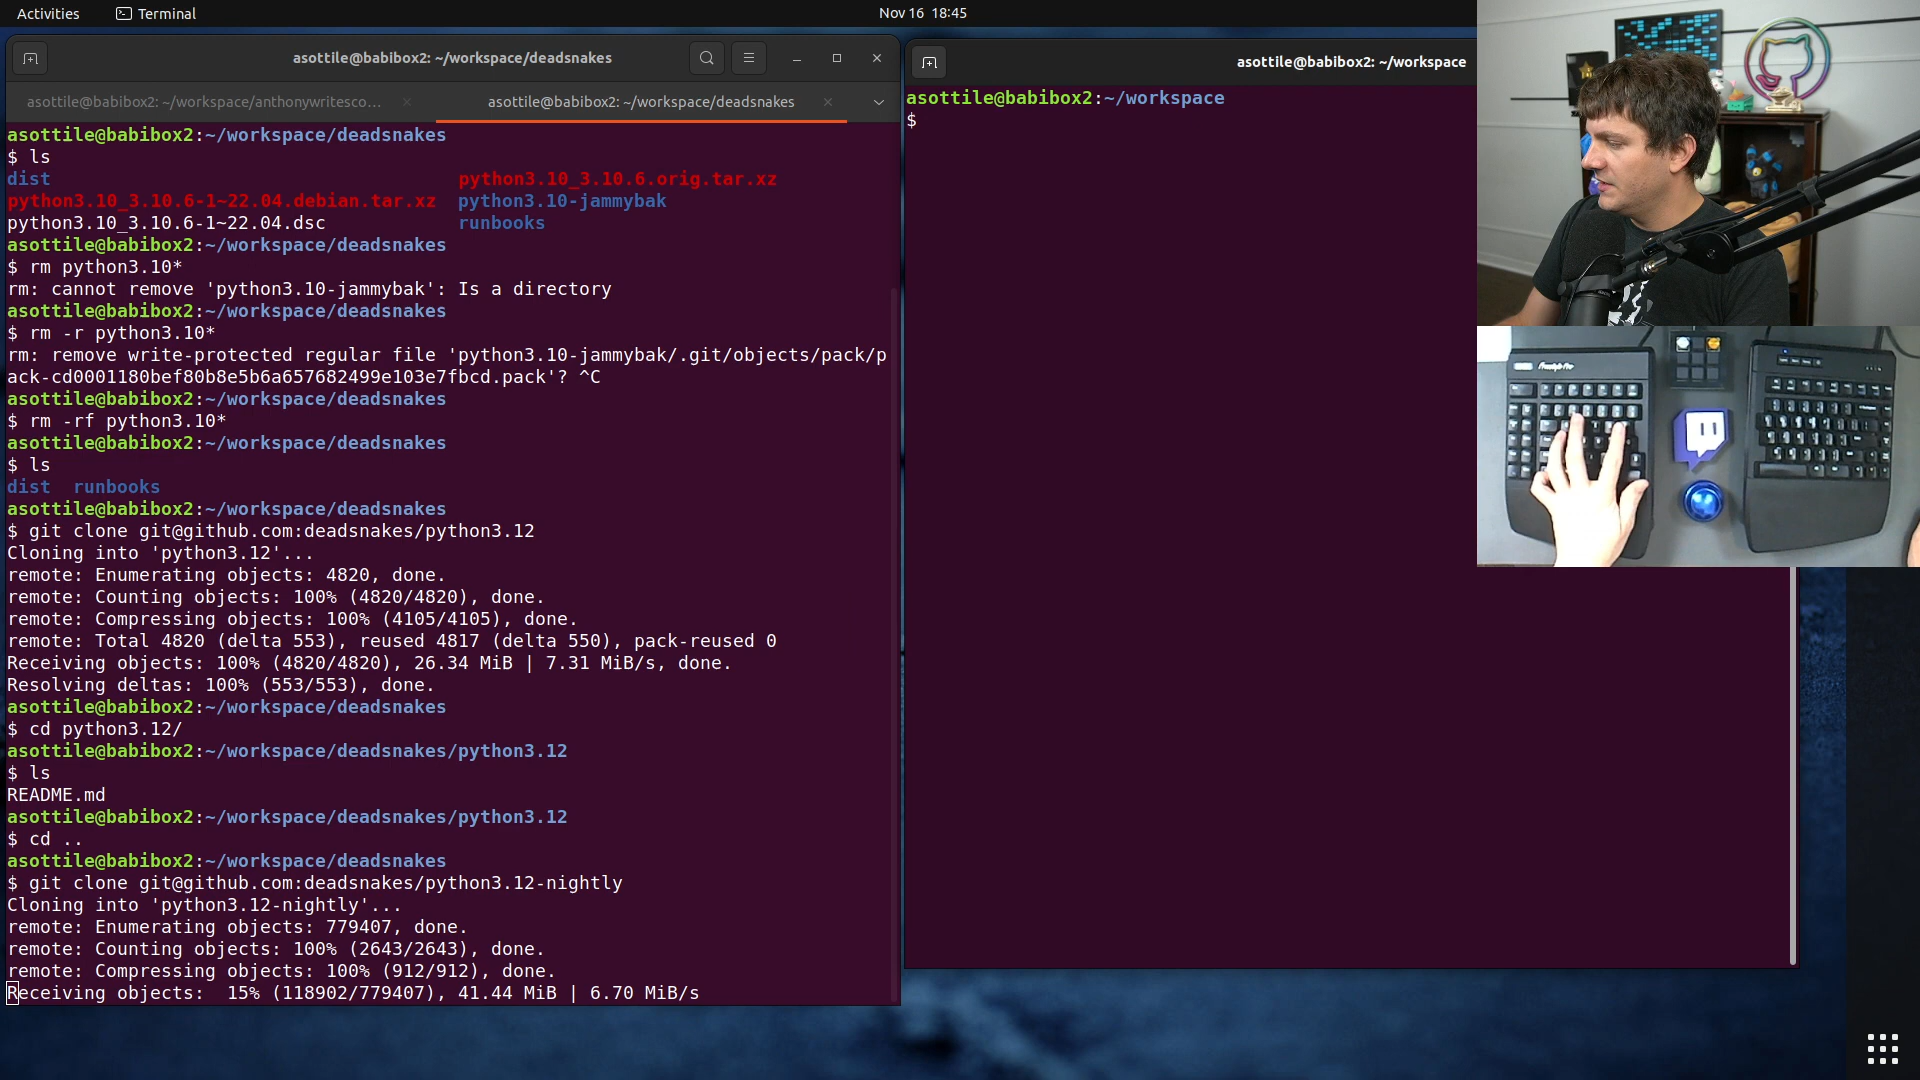 Activities
Terminal
Nov 16 18:45
asottile@babibox2: ~/workspace/deadsnakes
asottile@babibox2: ~/workspace/anthonywritesco...
asottile@babibox2: ~/workspace/deadsnakes
asottile@babibox2:~/workspace/deadsnakes
$ ls
dist python3.10_3.10.6.orig.tar.xz
python3.10_3.10.6-1~22.04.debian.tar.xz python3.10-jammybak
python3.10_3.10.6-1~22.04.dsc runbooks
asottile@babibox2:~/workspace/deadsnakes
$ rm python3.10*
rm: cannot remove 'python3.10-jammybak': Is a directory
asottile@babibox2:~/workspace/deadsnakes
$ rm -r python3.10*
rm: remove write-protected regular file 'python3.10-jammybak/.git/objects/pack/p
ack-cd0001180bef80b8e5b6a657682499e103e7fbcd.pack'? ^C
asottile@babibox2:~/workspace/deadsnakes
$ rm -rf python3.10*
asottile@babibox2:~/workspace/deadsnakes
$ ls
dist runbooks
asottile@babibox2:~/workspace/deadsnakes
$ git clone git@github.com:deadsnakes/python3.12
Cloning into 'python3.12'...
remote: Enumerating objects: 4820, done.
remote: Counting objects: 100% (4820/4820), done.
remote: Compressing objects: 100% (4105/4105), done.
remote: Total 4820 (delta 553), reused 4817 (delta 550), pack-reused 0
Receiving objects: 100% (4820/4820), 26.34 MiB | 7.31 MiB/s, done.
Resolving deltas: 100% (553/553), done.
asottile@babibox2:~/workspace/deadsnakes
$ cd python3.12/
asottile@babibox2:~/workspace/deadsnakes/python3.12
$ ls
README.md
asottile@babibox2:~/workspace/deadsnakes/python3.12
$ cd ..
asottile@babibox2:~/workspace/deadsnakes
$ git clone git@github.com:deadsnakes/python3.12-nightly
Cloning into 'python3.12-nightly'...
remote: Enumerating objects: 779407, done.
remote: Counting objects: 100% (2643/2643), done.
remote: Compressing objects: 100% (912/912), done.
Receiving objects: 15% (118902/779407), 41.44 MiB | 6.70 MiB/s
asottile@babibox2: ~/workspace
asottile@babibox2:~/workspace
$
Freestyle Pro